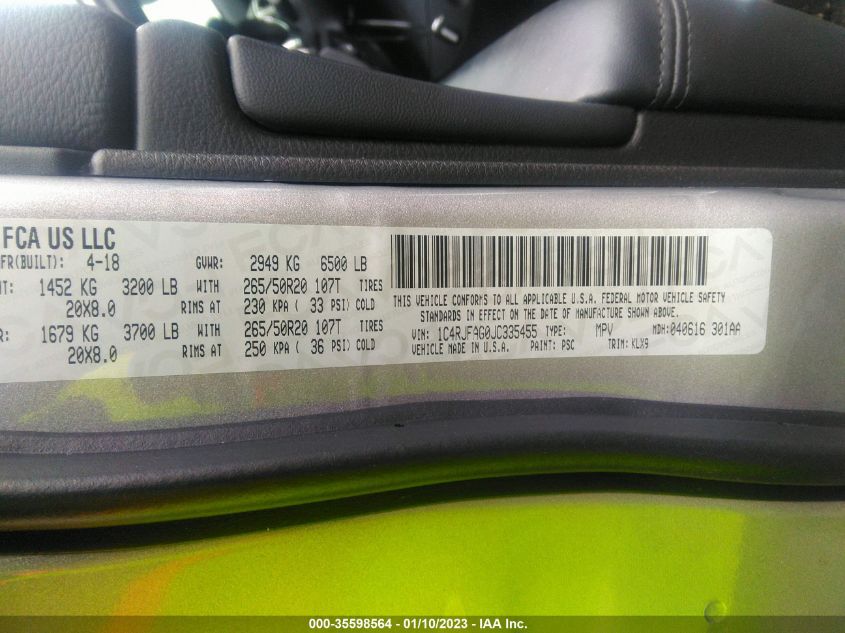 FCA US LLC
FR(BUILT): 4-18 GVWR: 2949 KG 6500 LB
NT: 1452 KG 3200 LB WITH 265/50R20 107T TIRES
20X8.0 RIMS AT 230 KPA ( 33 PSI) COLD
R: 1679 KG 3700 LB WITH 265/50R20 107T TIRES
20X8.0 RIMS AT 250 KPA ( 36 PSI) COLD
THIS VEHICLE CONFORMS TO ALL APPLICABLE U.S.A. FEDERAL MOTOR VEHICLE SAFETY
STANDARDS IN EFFECT ON THE DATE OF MANUFACTURE SHOWN ABOVE.
VIN: 1C4RJFAG0JC335455 TYPE: MPV MDH: 040616 301AA
VEHICLE MADE IN U.S.A. PAINT: PSC TRIM: KLX9
000-35598564 - 01/10/2023 - IAA Inc.